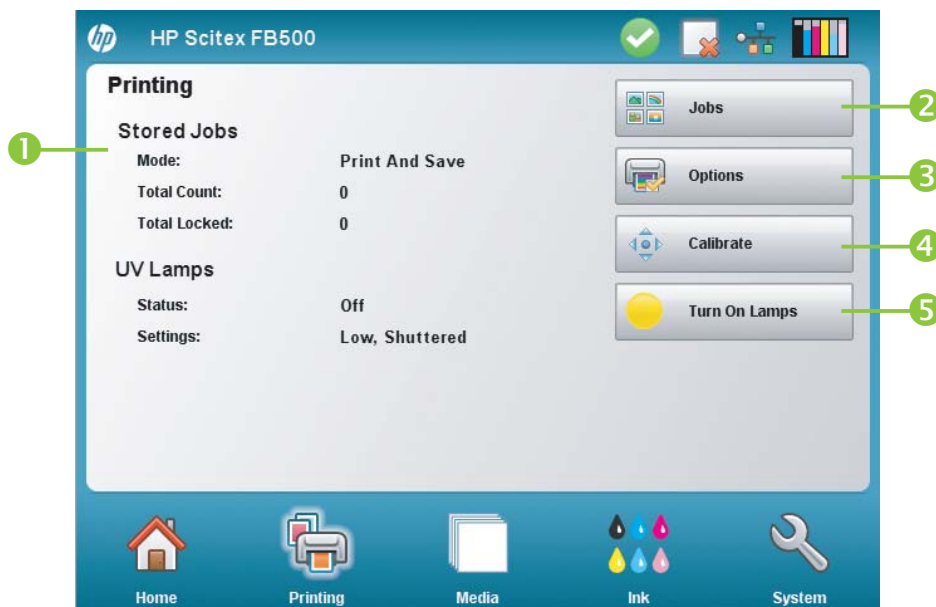 hp HP Scitex FB500
Printing
1
Stored Jobs
Mode: Print And Save
Total Count: 0
Total Locked: 0
UV Lamps
Status: Off
Settings: Low, Shuttered
Jobs 2
Options 3
Calibrate 4
Turn On Lamps 5
Home Printing Media Ink System